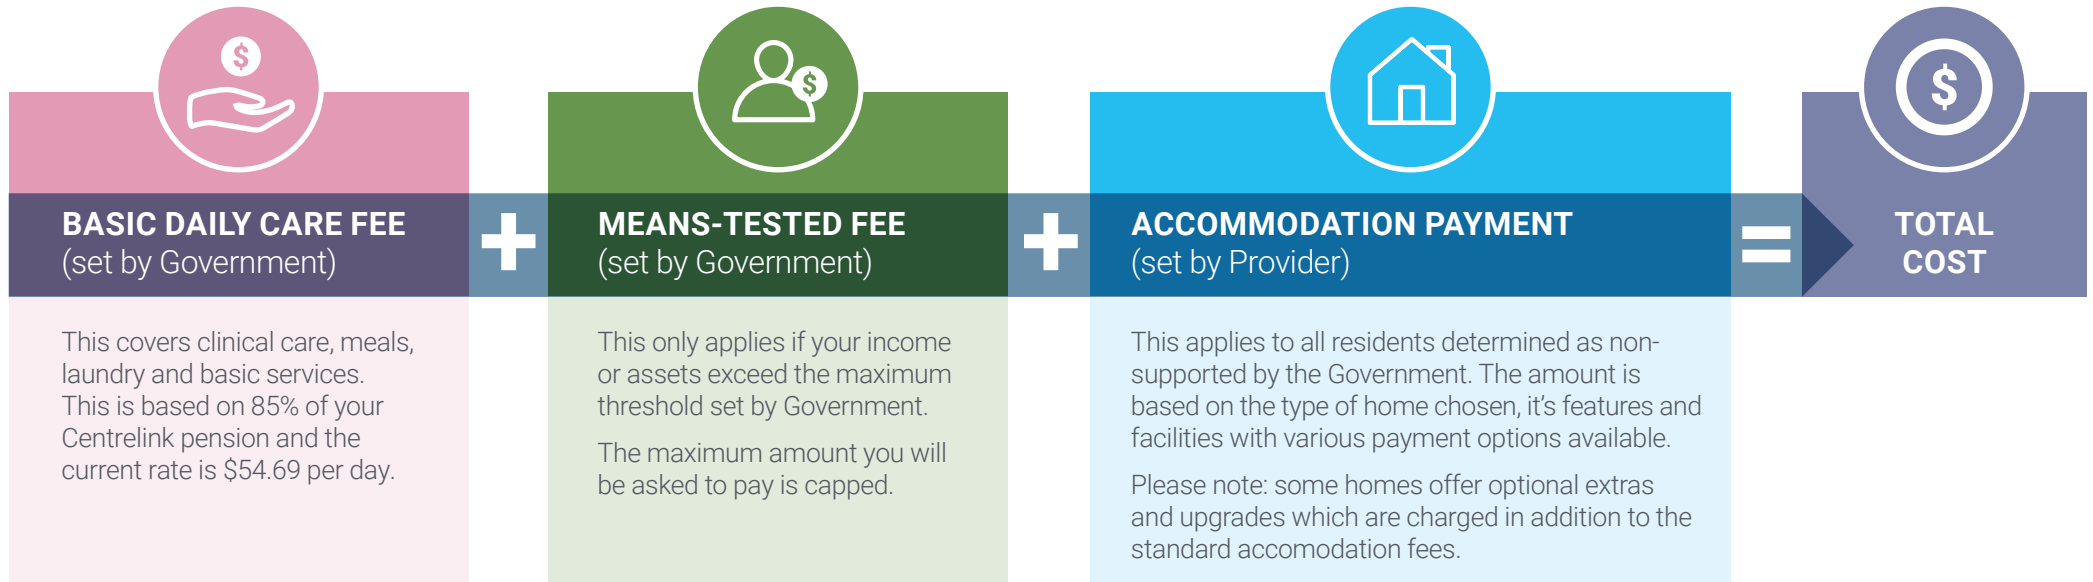 BASIC DAILY CARE FEE
(set by Government)
This covers clinical care, meals,
laundry and basic services.
This is based on 85% of your
Centrelink pension and the
current rate is $54.69 per day.
+
MEANS-TESTED FEE
(set by Government)
This only applies if your income
or assets exceed the maximum
threshold set by Government.
The maximum amount you will
be asked to pay is capped.
+
ACCOMMODATION PAYMENT
(set by Provider)
This applies to all residents determined as non-
supported by the Government. The amount is
based on the type of home chosen, it’s features and
facilities with various payment options available.
Please note: some homes offer optional extras
and upgrades which are charged in addition to the
standard accomodation fees.
=
TOTAL
COST